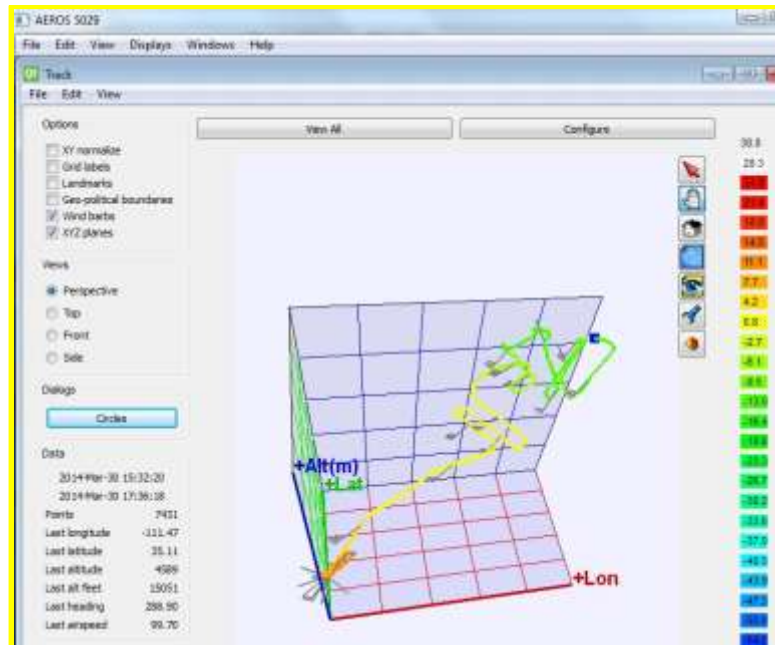 AEROS 5029
File Edit View Displays Windows Help
Track
File Edit View
Options
XY normalize
Grid labels
Landmarks
Geo-political boundaries
Wind barbs
XYZ planes
Views
Perspective
Top
Front
Side
Dialogs
Circles
Data
2014-Mar-30 15:32:20
2014-Mar-30 17:36:18
Points 7431
Last longitude -111.47
Last latitude 35.11
Last altitude 4589
Last alt feet 15051
Last heading 288.90
Last airspeed 99.70
View All Configure
+Alt(m)
+Lat
+Lon
28.3
11.1
7.7
4.2
0.8
-2.7